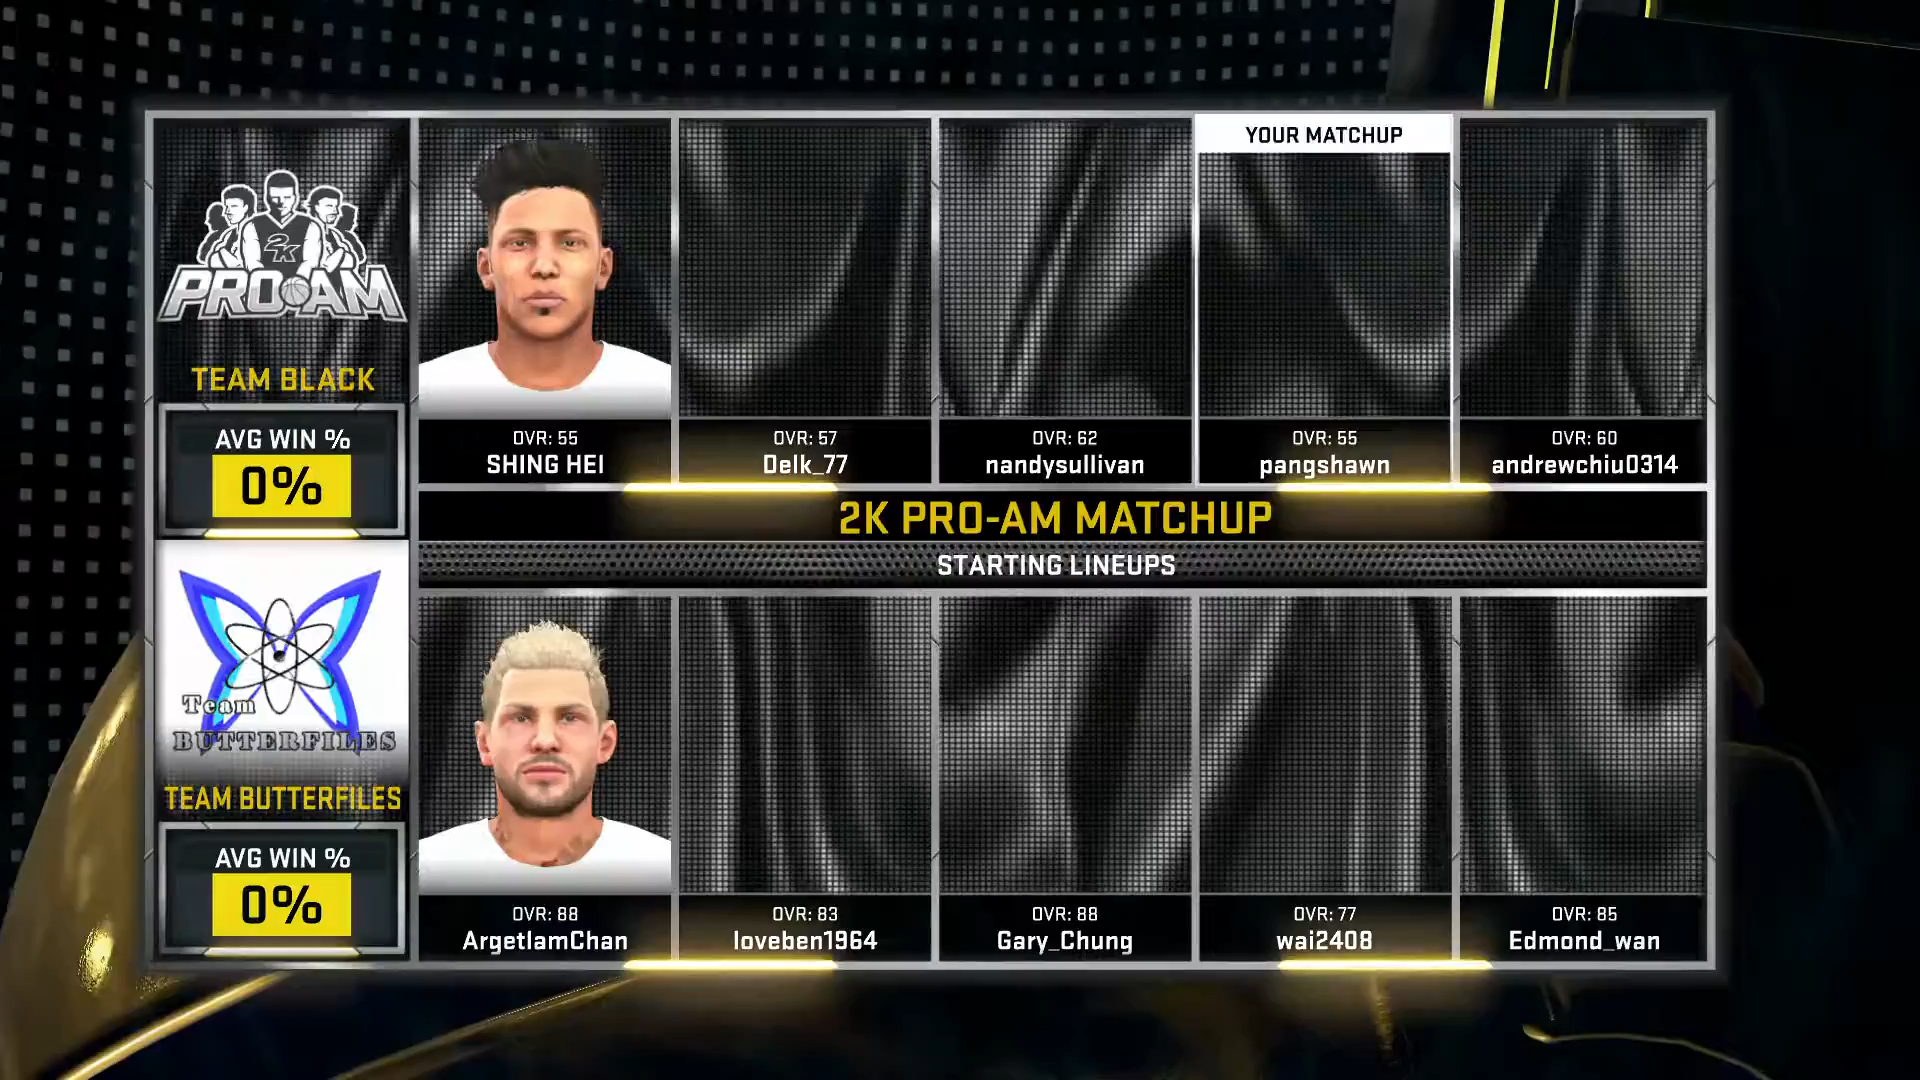 2K
PRO-AM
TEAM BLACK
AVG WIN %
0%
YOUR MATCHUP
OVR: 55
SHING HEI
OVR: 57
Delk_77
OVR: 62
nandysullivan
OVR: 55
pangshawn
OVR: 60
andrewchiu0314
2K PRO-AM MATCHUP
STARTING LINEUPS
Team
BUTTERFILES
TEAM BUTTERFILES
AVG WIN %
0%
OVR: 88
ArgetlamChan
OVR: 83
loveben1964
OVR: 88
Gary_Chung
OVR: 77
wai2408
OVR: 85
Edmond_wan